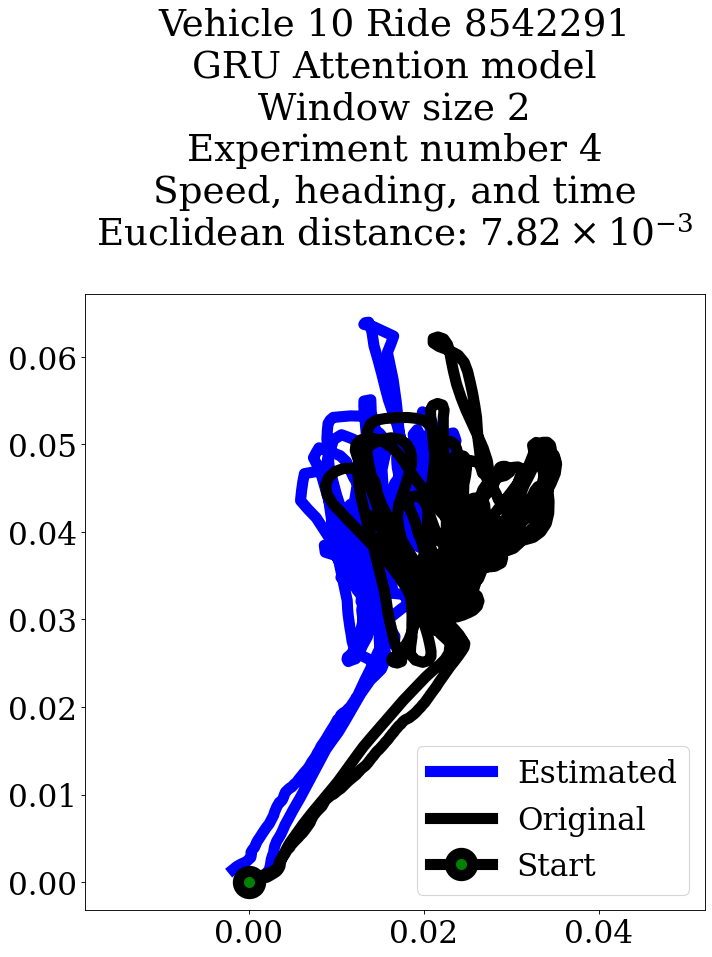 Vehicle 10 Ride 8542291
GRU Attention model
Window size 2
Experiment number 4
Speed, heading, and time
Euclidean distance: 7.82 × 10⁻³
0.06
0.05
0.04
0.03
0.02
0.01
0.00
Estimated
Original
Start
0.00 0.02 0.04